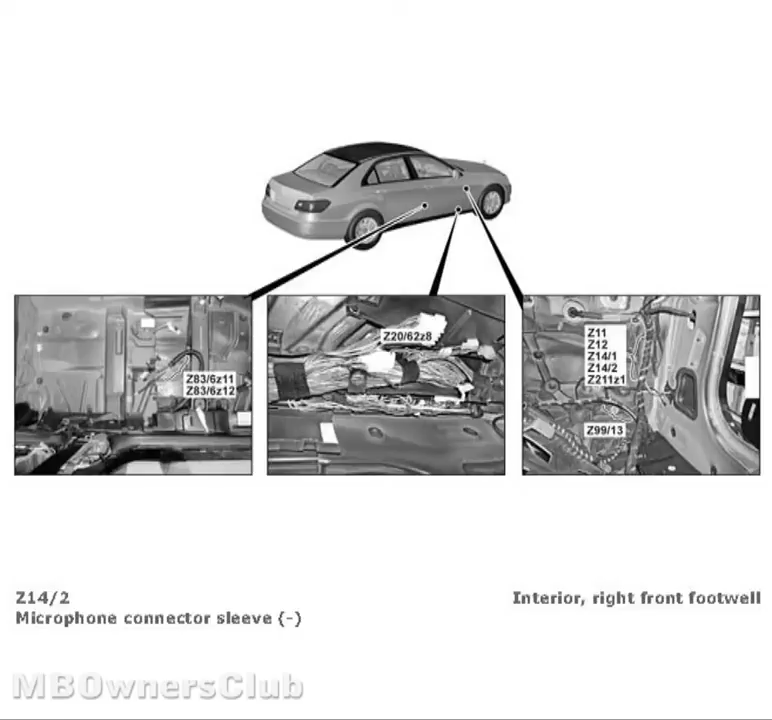 Z83/6z11
Z83/6z12
Z20/62z8
Z11
Z12
Z14/1
Z14/2
Z211z1
Z99/13
Z14/2
Microphone connector sleeve (-)
Interior, right front footwell
MBOwnersClub